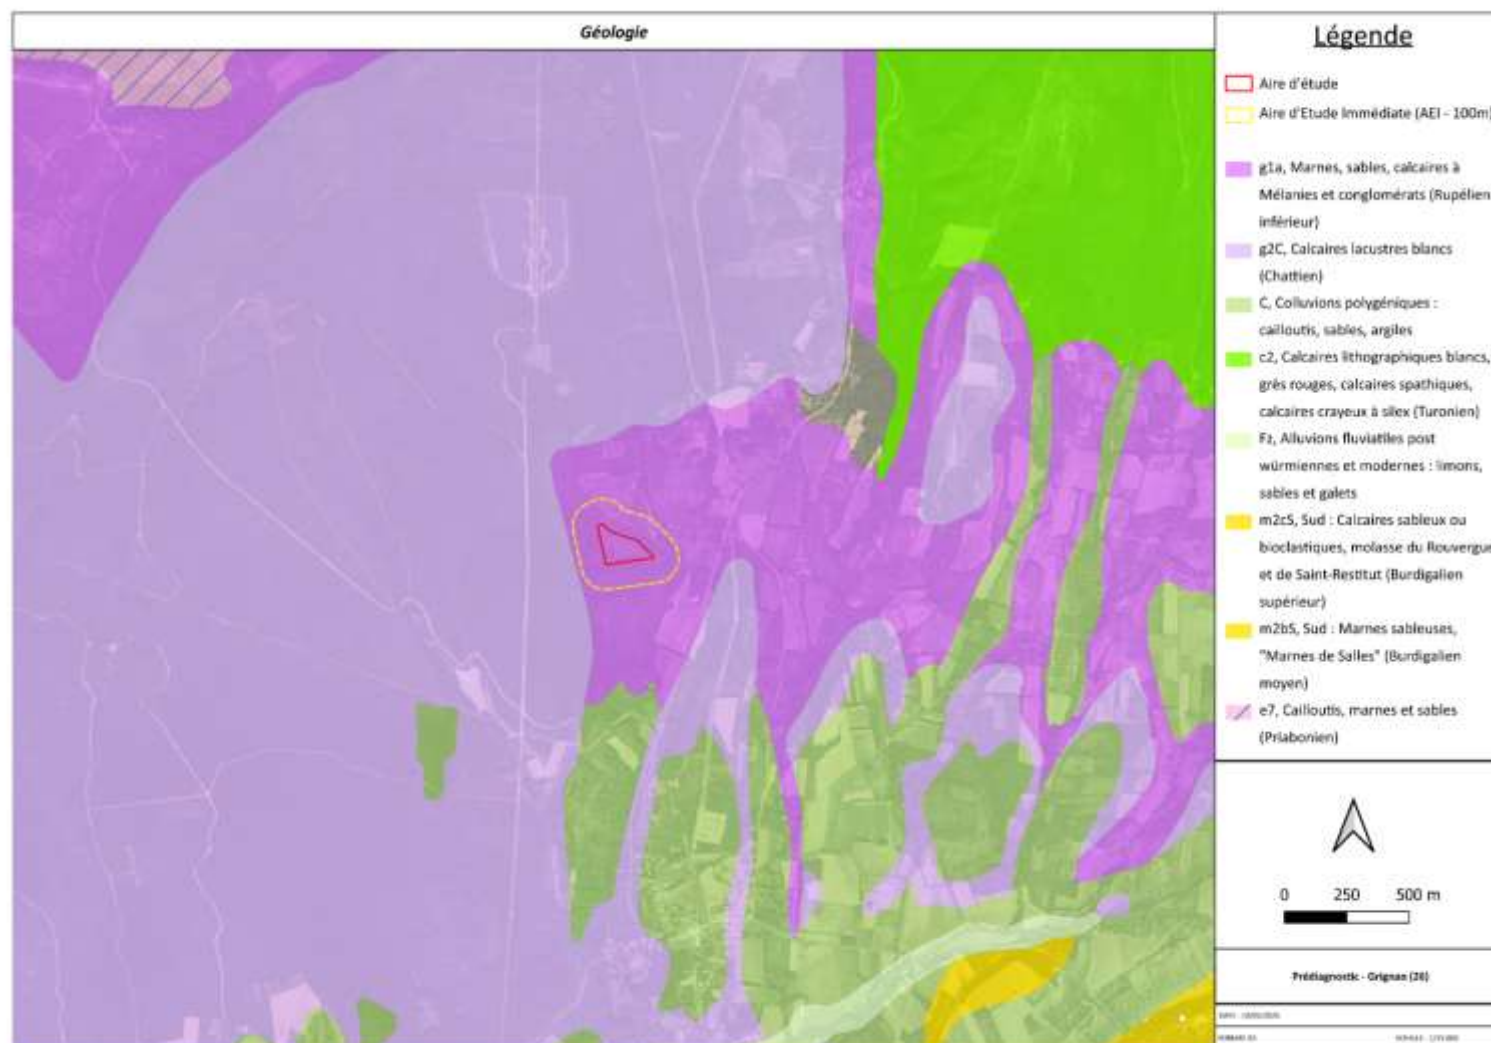 Géologie
Légende
Aire d'étude
Aire d'Etude Immédiate (AEI - 100m)
g1a, Marnes, sables, calcaires à
Mélanies et conglomérats (Rupélien
inférieur)
g2C, Calcaires lacustres blancs
(Chattien)
C, Colluvions polygéniques :
cailloutis, sables, argiles
c2, Calcaires lithographiques blancs,
grès rouges, calcaires spathiques,
calcaires crayeux à silex (Turonien)
Fz, Alluvions fluviatiles post
würmiennes et modernes : limons,
sables et galets
m2cS, Sud : Calcaires sableux ou
bioclastiques, molasse du Rouvergue
et de Saint-Restitut (Burdigalien
supérieur)
m2bS, Sud : Marnes sableuses,
"Marnes de Salles" (Burdigalien
moyen)
e7, Cailloutis, marnes et sables
(Priabonien)
0 250 500 m
Prédiagnostic - Grignan (26)